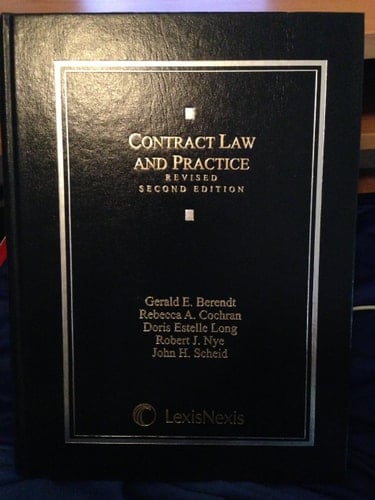 CONTRACT LAW
AND PRACTICE
REVISED
SECOND EDITION
Gerald E. Berendt
Rebecca A. Cochran
Doris Estelle Long
Robert J. Nye
John H. Scheid
LexisNexis